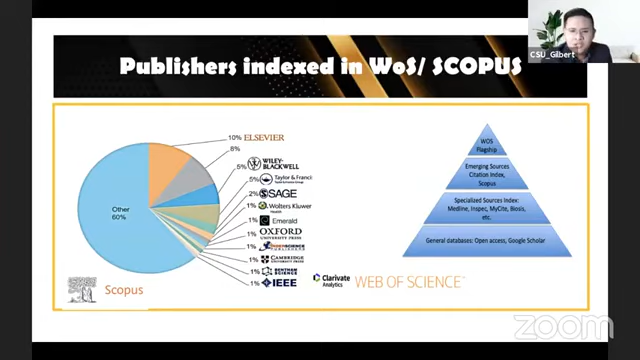 CSU_Gilbert
Publishers indexed in WoS/ SCOPUS
10% ELSEVIER
8%
5% WILEY-BLACKWELL
5% Taylor & Franci
2% SAGE
1% Wolters Kluwer
Health
1% Emerald
1% OXFORD
UNIVERSITY PRESS
1% INDERSCIENCE
PUBLISHERS
1% CAMBRIDGE
UNIVERSITY PRESS
1% BENTHAM
SCIENCE
1% IEEE
Other
60%
Scopus
Clarivate
Analytics
WEB OF SCIENCE
WOS
Flagship
Emerging Sources
Citation Index,
Scopus
Specialized Sources Index:
Medline, Inspec, MyCite, Biosis,
etc.
General databases: Open access, Google Scholar
zoom